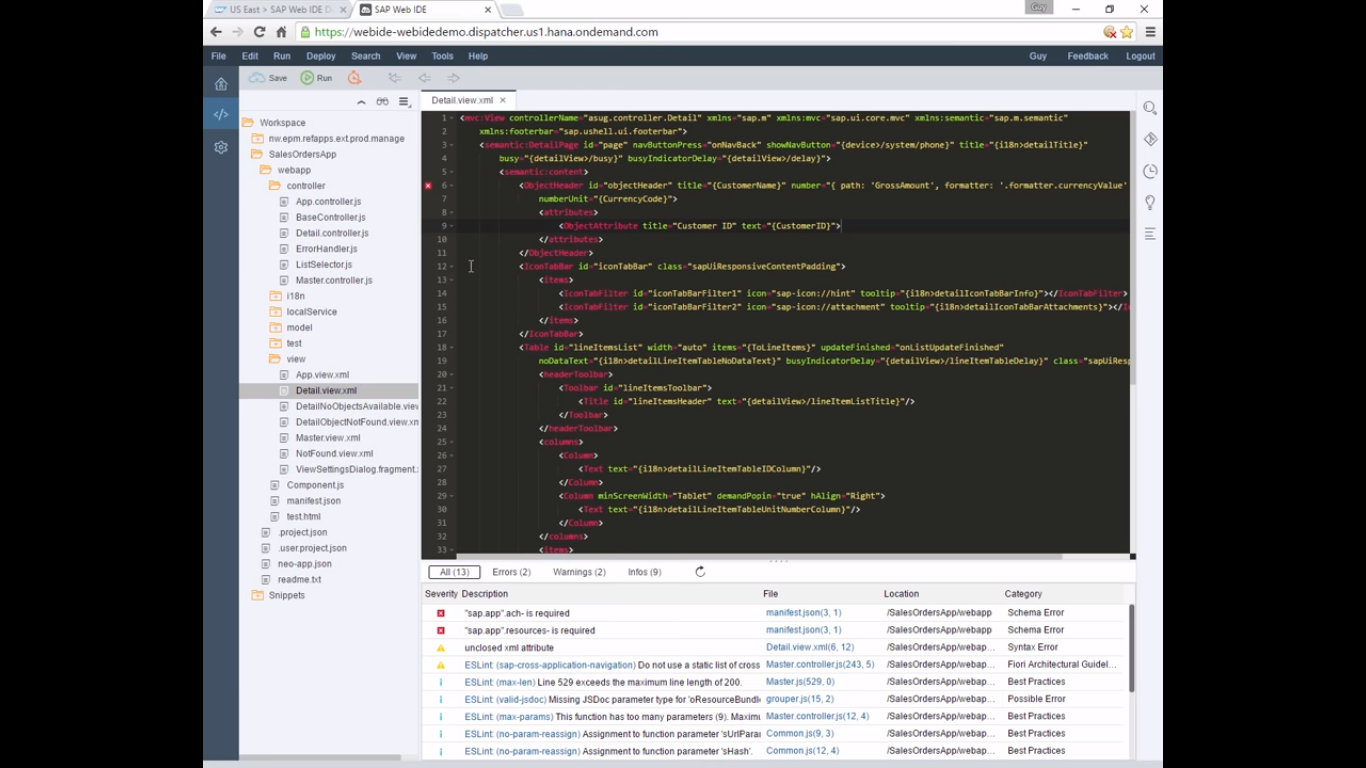 US East > SAP Web IDE D
SAP Web IDE
Guy
https://webide-webidedemo.dispatcher.us1.hana.ondemand.com
File Edit Run Deploy Search View Tools Help Guy Feedback Logout
Save Run
Detail.view.xml
Workspace
nw.epm.refapps.ext.prod.manage
SalesOrdersApp
webapp
controller
App.controller.js
BaseController.js
Detail.controller.js
ErrorHandler.js
ListSelector.js
Master.controller.js
i18n
localService
model
test
view
App.view.xml
Detail.view.xml
DetailNoObjectsAvailable.view
DetailObjectNotFound.view.xn
Master.view.xml
NotFound.view.xml
ViewSettingsDialog.fragment.
Component.js
manifest.json
test.html
.project.json
.user.project.json
neo-app.json
readme.txt
Snippets
1 <mvc:View controllerName="asug.controller.Detail" xmlns="sap.m" xmlns:mvc="sap.ui.core.mvc" xmlns:semantic="sap.m.semantic"
2 xmlns:footerbar="sap.ushell.ui.footerbar">
3 <semantic:DetailPage id="page" navButtonPress="onNavBack" showNavButton="{device>/system/phone}" title="{i18n>detailTitle}"
4 busy="{detailView>/busy}" busyIndicatorDelay="{detailView>/delay}">
5 <semantic:content>
6 <ObjectHeader id="objectHeader" title="{CustomerName}" number="{ path: 'GrossAmount', formatter: '.formatter.currencyValue'
7 numberUnit="{CurrencyCode}">
8 <attributes>
9 <ObjectAttribute title="Customer ID" text="{CustomerID}">
10 </attributes>
11 </ObjectHeader>
12 <IconTabBar id="iconTabBar" class="sapUiResponsiveContentPadding">
13 <items>
14 <IconTabFilter id="iconTabBarFilter1" icon="sap-icon://hint" tooltip="{i18n>detailIconTabBarInfo}"></IconTabFilter>
15 <IconTabFilter id="iconTabBarFilter2" icon="sap-icon://attachment" tooltip="{i18n>detailIconTabBarAttachments}"></I
16 </items>
17 </IconTabBar>
18 <Table id="lineItemsList" width="auto" items="{ToLineItems}" updateFinished="onListUpdateFinished"
19 noDataText="{i18n>detailLineItemTableNoDataText}" busyIndicatorDelay="{detailView>/lineItemTableDelay}" class="sapUiResp
20 <headerToolbar>
21 <Toolbar id="lineItemsToolbar">
22 <Title id="lineItemsHeader" text="{detailView>/lineItemListTitle}"/>
23 </Toolbar>
24 </headerToolbar>
25 <columns>
26 <Column>
27 <Text text="{i18n>detailLineItemTableIDColumn}"/>
28 </Column>
29 <Column minScreenWidth="Tablet" demandPopin="true" hAlign="Right">
30 <Text text="{i18n>detailLineItemTableUnitNumberColumn}"/>
31 </Column>
32 </columns>
33 <items>
All (13) Errors (2) Warnings (2) Infos (9)
Severity Description File Location Category
"sap.app".ach- is required manifest.json(3, 1) /SalesOrdersApp/webapp Schema Error
"sap.app".resources- is required manifest.json(3, 1) /SalesOrdersApp/webapp Schema Error
unclosed xml attribute Detail.view.xml(6, 12) /SalesOrdersApp/webap... Syntax Error
ESLint: (sap-cross-application-navigation) Do not use a static list of cross Master.controller.js(243, 5) /SalesOrdersApp/webap... Fiori Architectural Guidel...
ESLint: (max-len) Line 529 exceeds the maximum line length of 200. Master.js(529, 0) /SalesOrdersApp/webap... Best Practices
ESLint: (valid-jsdoc) Missing JSDoc parameter type for 'oResourceBundl grouper.js(15, 2) /SalesOrdersApp/webap... Possible Error
ESLint: (max-params) This function has too many parameters (9). Maximu Master.controller.js(12, 4) /SalesOrdersApp/webap... Best Practices
ESLint: (no-param-reassign) Assignment to function parameter 'sUrlParan Common.js(9, 3) /SalesOrdersApp/webap... Best Practices
ESLint: (no-param-reassign) Assignment to function parameter 'sHash'. Common.js(12, 4) /SalesOrdersApp/webap... Best Practices